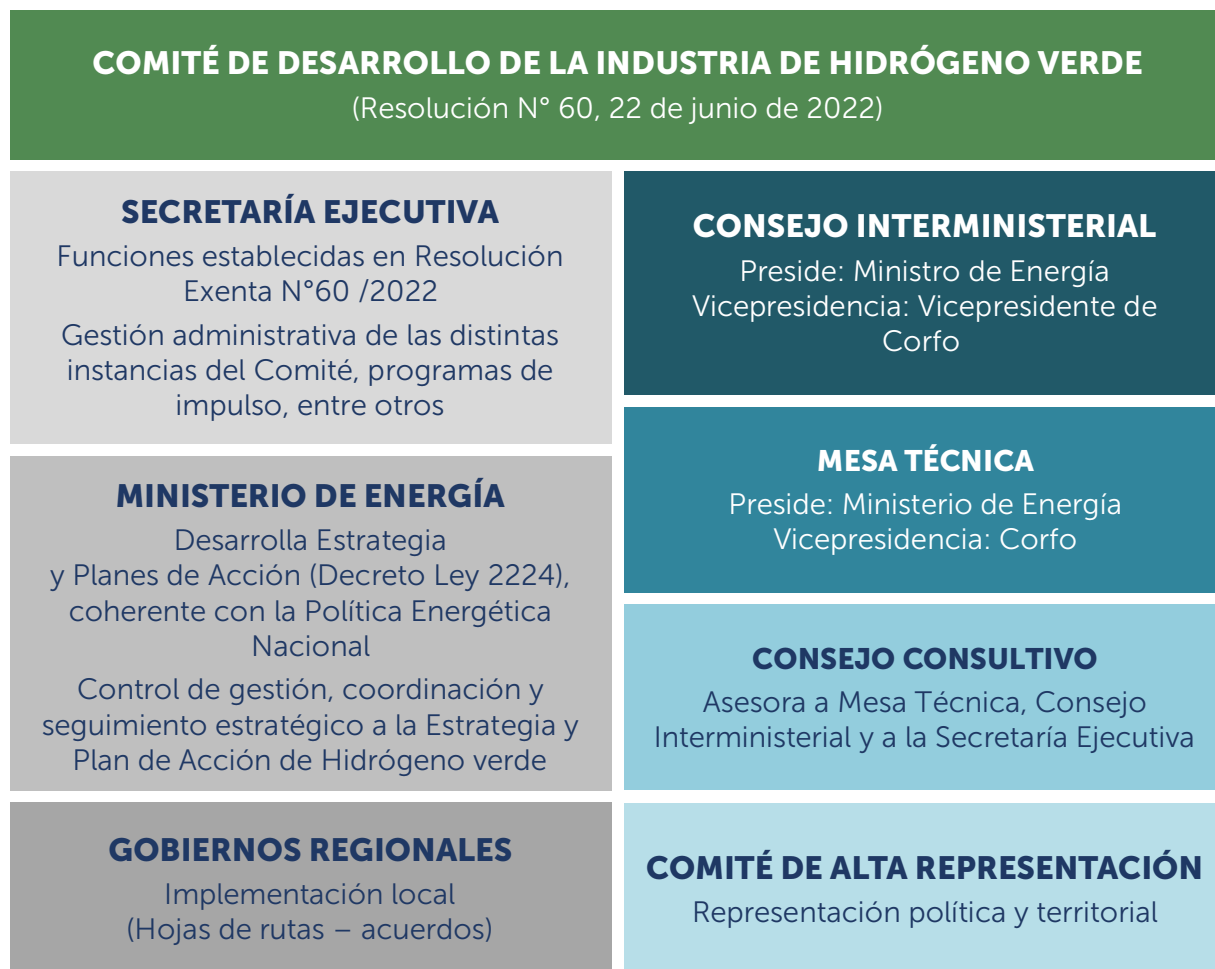 COMITÉ DE DESARROLLO DE LA INDUSTRIA DE HIDRÓGENO VERDE
(Resolución N° 60, 22 de junio de 2022)
SECRETARÍA EJECUTIVA
Funciones establecidas en Resolución
Exenta N°60 /2022
Gestión administrativa de las distintas
instancias del Comité, programas de
impulso, entre otros
MINISTERIO DE ENERGÍA
Desarrolla Estrategia
y Planes de Acción (Decreto Ley 2224),
coherente con la Política Energética
Nacional
Control de gestión, coordinación y
seguimiento estratégico a la Estrategia y
Plan de Acción de Hidrógeno verde
GOBIERNOS REGIONALES
Implementación local
(Hojas de rutas – acuerdos)
CONSEJO INTERMINISTERIAL
Preside: Ministro de Energía
Vicepresidencia: Vicepresidente de
Corfo
MESA TÉCNICA
Preside: Ministerio de Energía
Vicepresidencia: Corfo
CONSEJO CONSULTIVO
Asesora a Mesa Técnica, Consejo
Interministerial y a la Secretaría Ejecutiva
COMITÉ DE ALTA REPRESENTACIÓN
Representación política y territorial